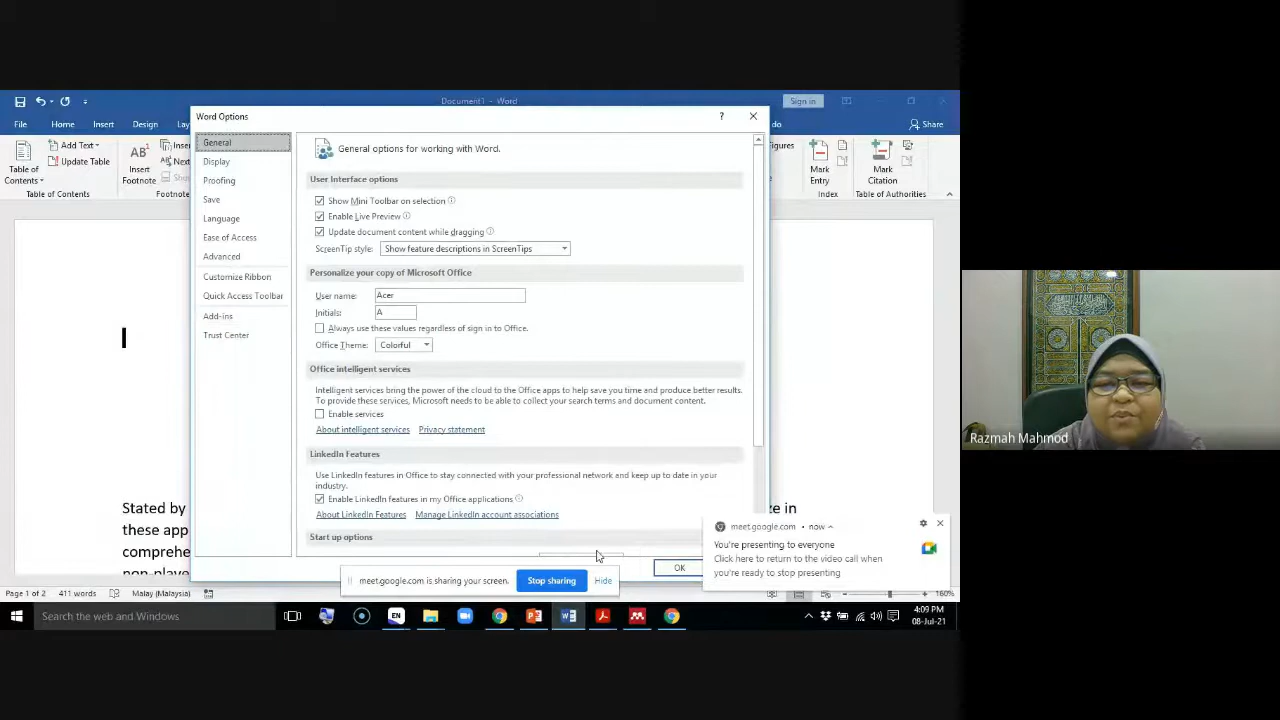 Document1 - Word
Sign in
File
Home
Insert
Design
do
Share
Table of
Contents
Add Text
Update Table
Table of Contents
AB
Insert
Footnote
Next
Mark
Entry
Index
Mark
Citation
Table of Authorities
Word Options
?
General
Display
Proofing
Save
Language
Ease of Access
Advanced
Customize Ribbon
Quick Access Toolbar
Add-ins
Trust Center
General options for working with Word.
User Interface options
Show Mini Toolbar on selection
Enable Live Preview
Update document content while dragging
ScreenTip style: Show feature descriptions in ScreenTips
Personalize your copy of Microsoft Office
User name: Acer
Initials: A
Always use these values regardless of sign in to Office.
Office Theme: Colorful
Office intelligent services
Intelligent services bring the power of the cloud to the Office apps to help save you time and produce better results.
To provide these services, Microsoft needs to be able to collect your search terms and document content.
Enable services
About intelligent services Privacy statement
LinkedIn Features
Use LinkedIn features in Office to stay connected with your professional network and keep up to date in your
industry.
Enable LinkedIn features in my Office applications
About LinkedIn Features Manage LinkedIn account associations
Start up options
OK
Stated by
these app
comprehe
non-playe
in
meet.google.com • now
You're presenting to everyone
Click here to return to the video call when
you're ready to stop presenting
meet.google.com is sharing your screen. Stop sharing Hide
Page 1 of 2 411 words Malay (Malaysia)
160%
Search the web and Windows
EN
4:09 PM
08-Jul-21
Razmah Mahmod